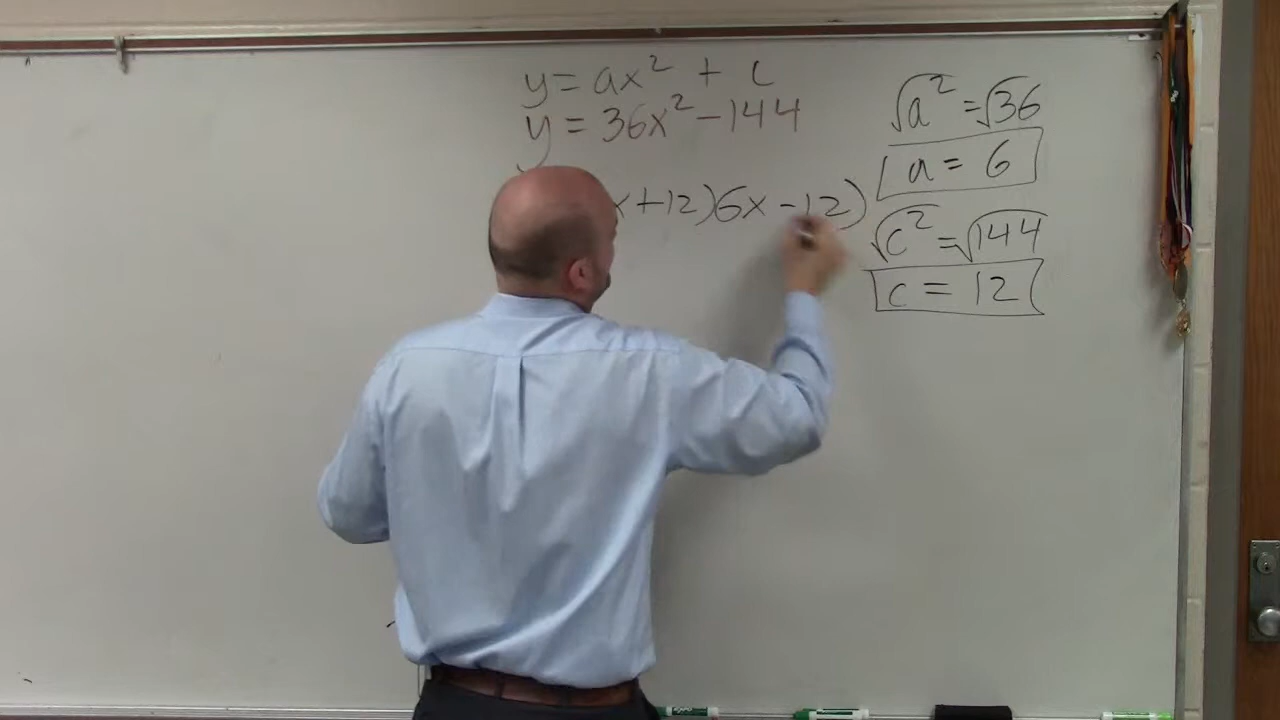 y = ax² + c
y = 36x² - 144
x + 12)(6x - 12)
√a² = √36
a = 6
√c² = √144
c = 12